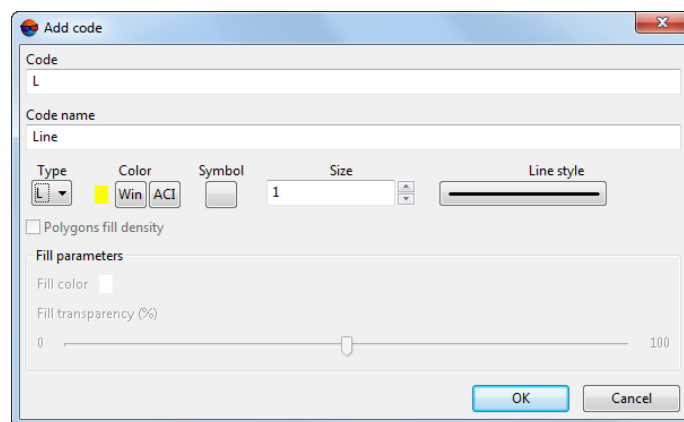 Add code
Code
L
Code name
Line
Type Color Symbol Size Line style
L Win ACI 1
Polygons fill density
Fill parameters
Fill color
Fill transparency (%)
0 100
OK Cancel